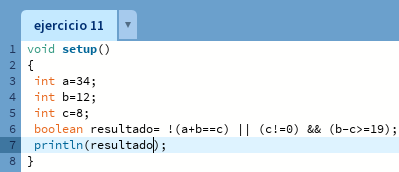 ejercicio 11 ▼
1 void setup()
2 {
3 int a=34;
4 int b=12;
5 int c=8;
6 boolean resultado= !(a+b==c) || (c!=0) && (b-c>=19);
7 println(resultado);
8 }